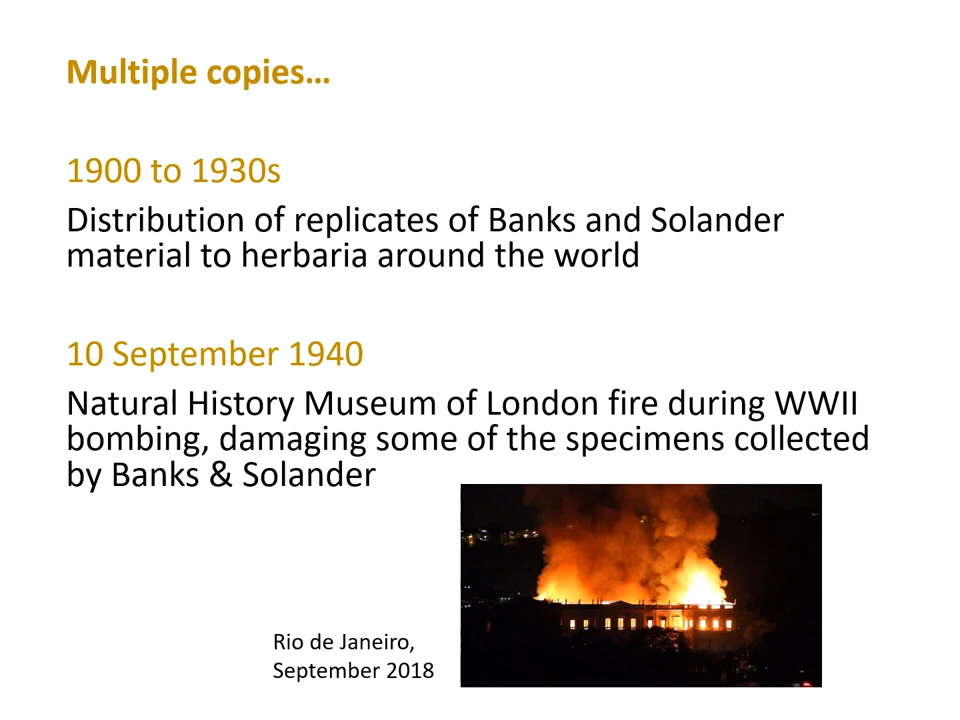 Multiple copies…
1900 to 1930s
Distribution of replicates of Banks and Solander
material to herbaria around the world
10 September 1940
Natural History Museum of London fire during WWII
bombing, damaging some of the specimens collected
by Banks & Solander
Rio de Janeiro,
September 2018